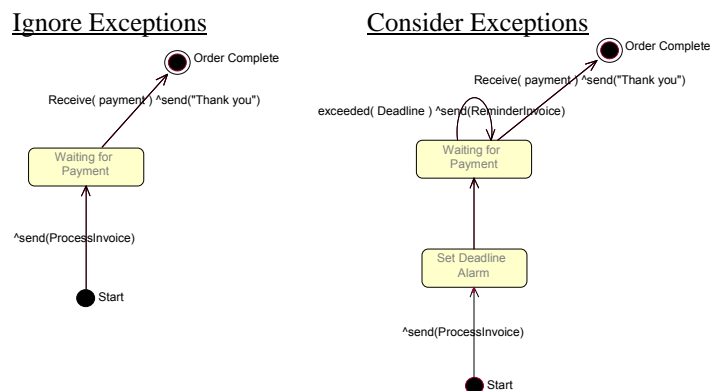 Ignore Exceptions
Order Complete
Receive( payment ) ^send("Thank you")
Waiting for
Payment
^send(ProcessInvoice)
Start
Consider Exceptions
Order Complete
Receive( payment ) ^send("Thank you")
exceeded( Deadline ) ^send(ReminderInvoice)
Waiting for
Payment
Set Deadline
Alarm
^send(ProcessInvoice)
Start